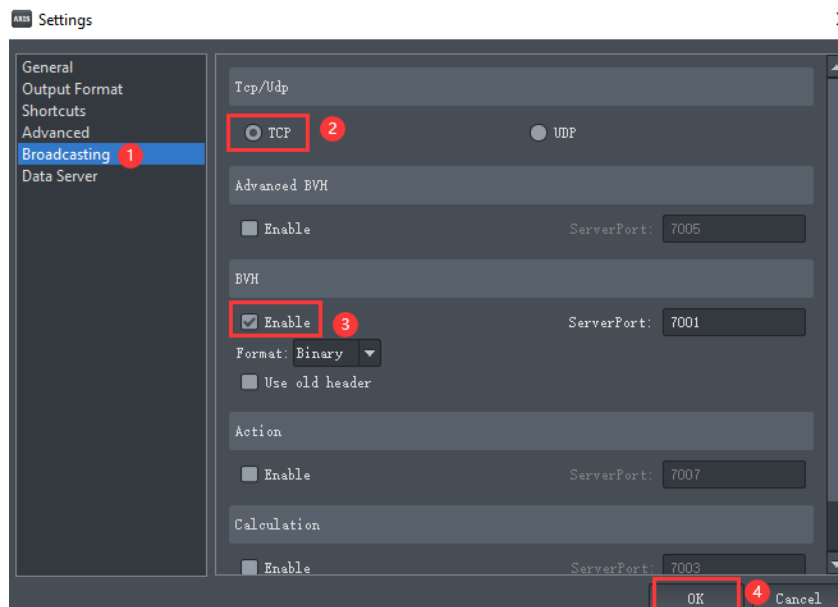 AXIS Settings
General
Output Format
Shortcuts
Advanced
Broadcasting 1
Data Server
Tcp/Udp
TCP 2 UDP
Advanced BVH
Enable ServerPort: 7005
BVH
Enable 3 ServerPort: 7001
Format: Binary
Use old header
Action
Enable ServerPort: 7007
Calculation
Enable ServerPort: 7003
OK 4 Cancel